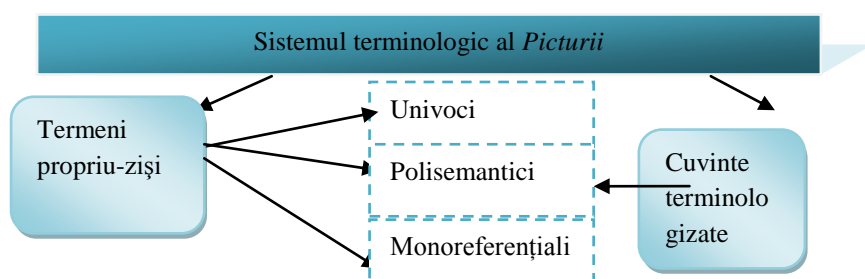 Sistemul terminologic al Picturii
Termeni
propriu-zişi
Univoci
Polisemantici
Monoreferenţiali
Cuvinte
terminolo
gizate